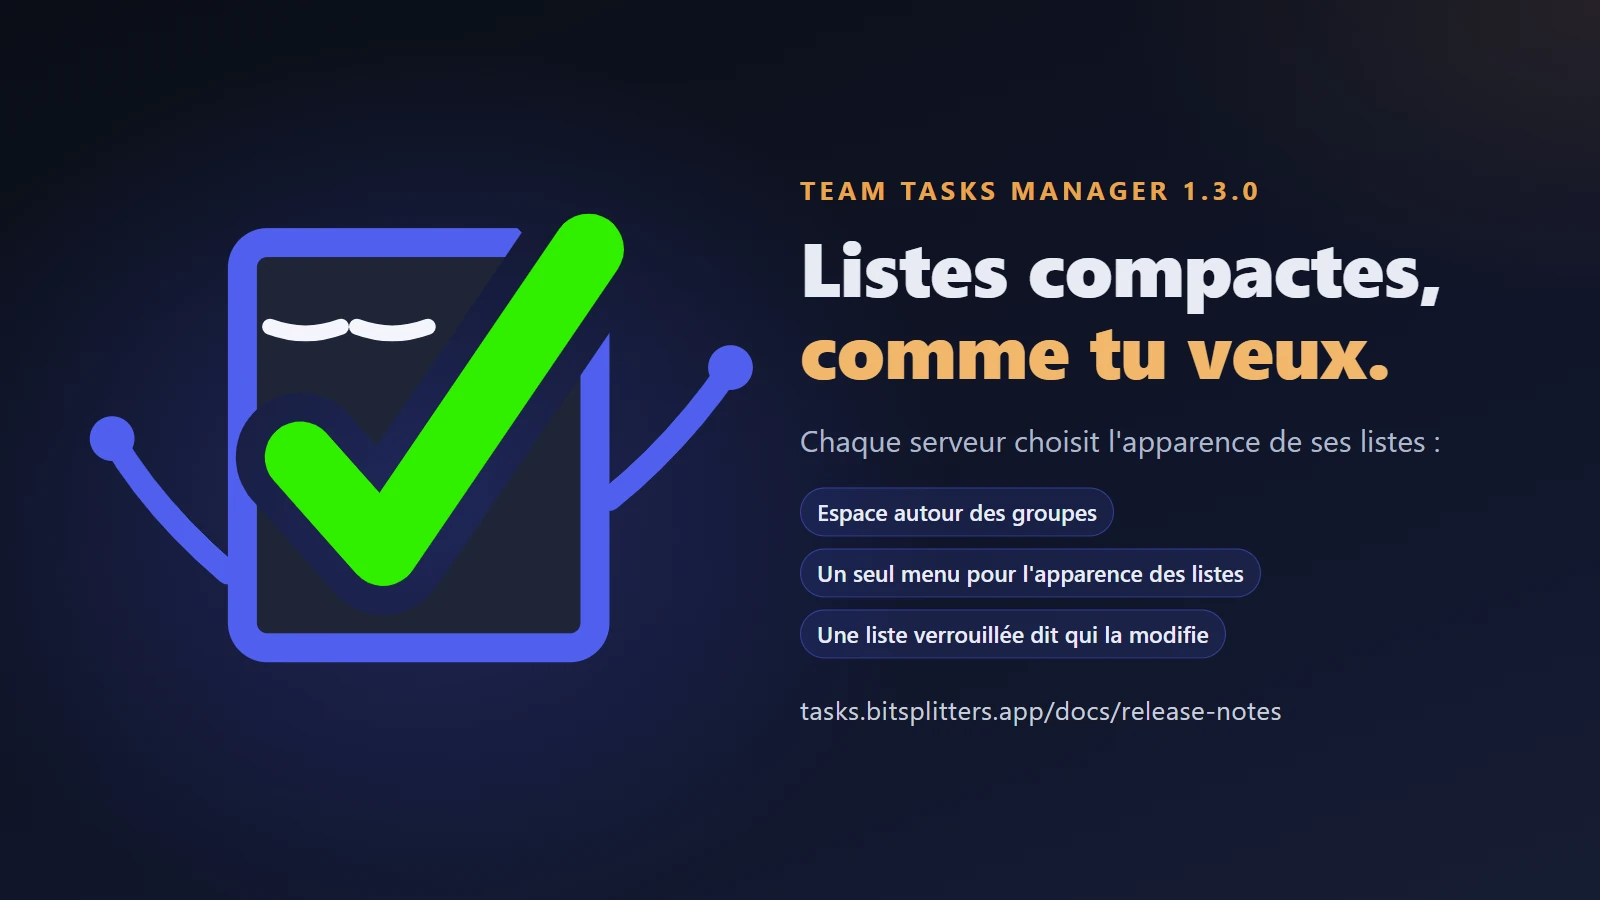 TEAM TASKS MANAGER 1.3.0
Listes compactes,
comme tu veux.
Chaque serveur choisit l'apparence de ses listes :
Espace autour des groupes
Un seul menu pour l'apparence des listes
Une liste verrouillée dit qui la modifie
tasks.bitsplitters.app/docs/release-notes